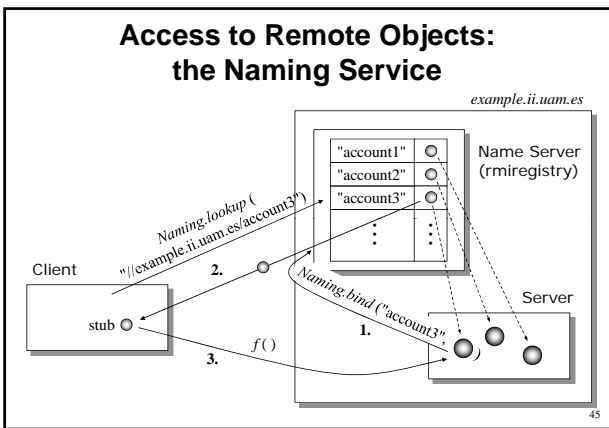 Access to Remote Objects:
the Naming Service
example.ii.uam.es
"account1"
"account2"
"account3"
Name Server
(rmiregistry)
Naming.lookup (
"//example.ii.uam.es/account3")
2.
Client
stub
Naming.bind ("account3", )
1.
Server
f ( )
3.
45